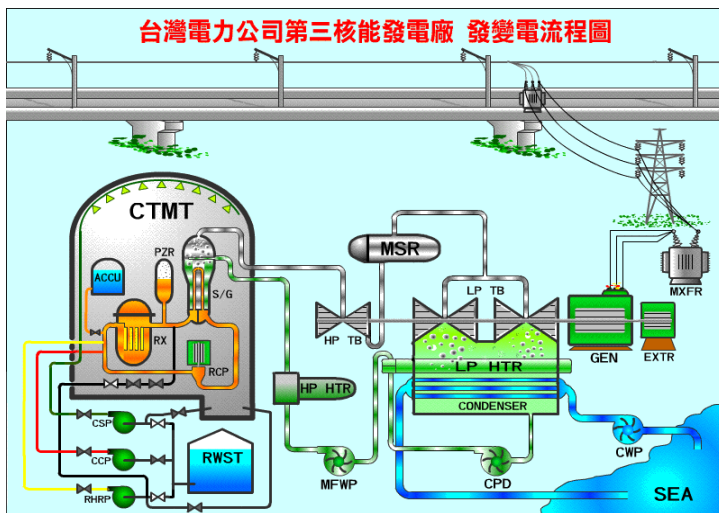 台灣電力公司第三核能發電廠 發變電流程圖
CTMT
PZR
ACCU
S/G
RX
RCP
MSR
LP TB
HP TB
MXFR
GEN
EXTR
HP HTR
LP HTR
CONDENSER
CSP
CCP
RWST
RHRP
MFWP
CPD
CWP
SEA